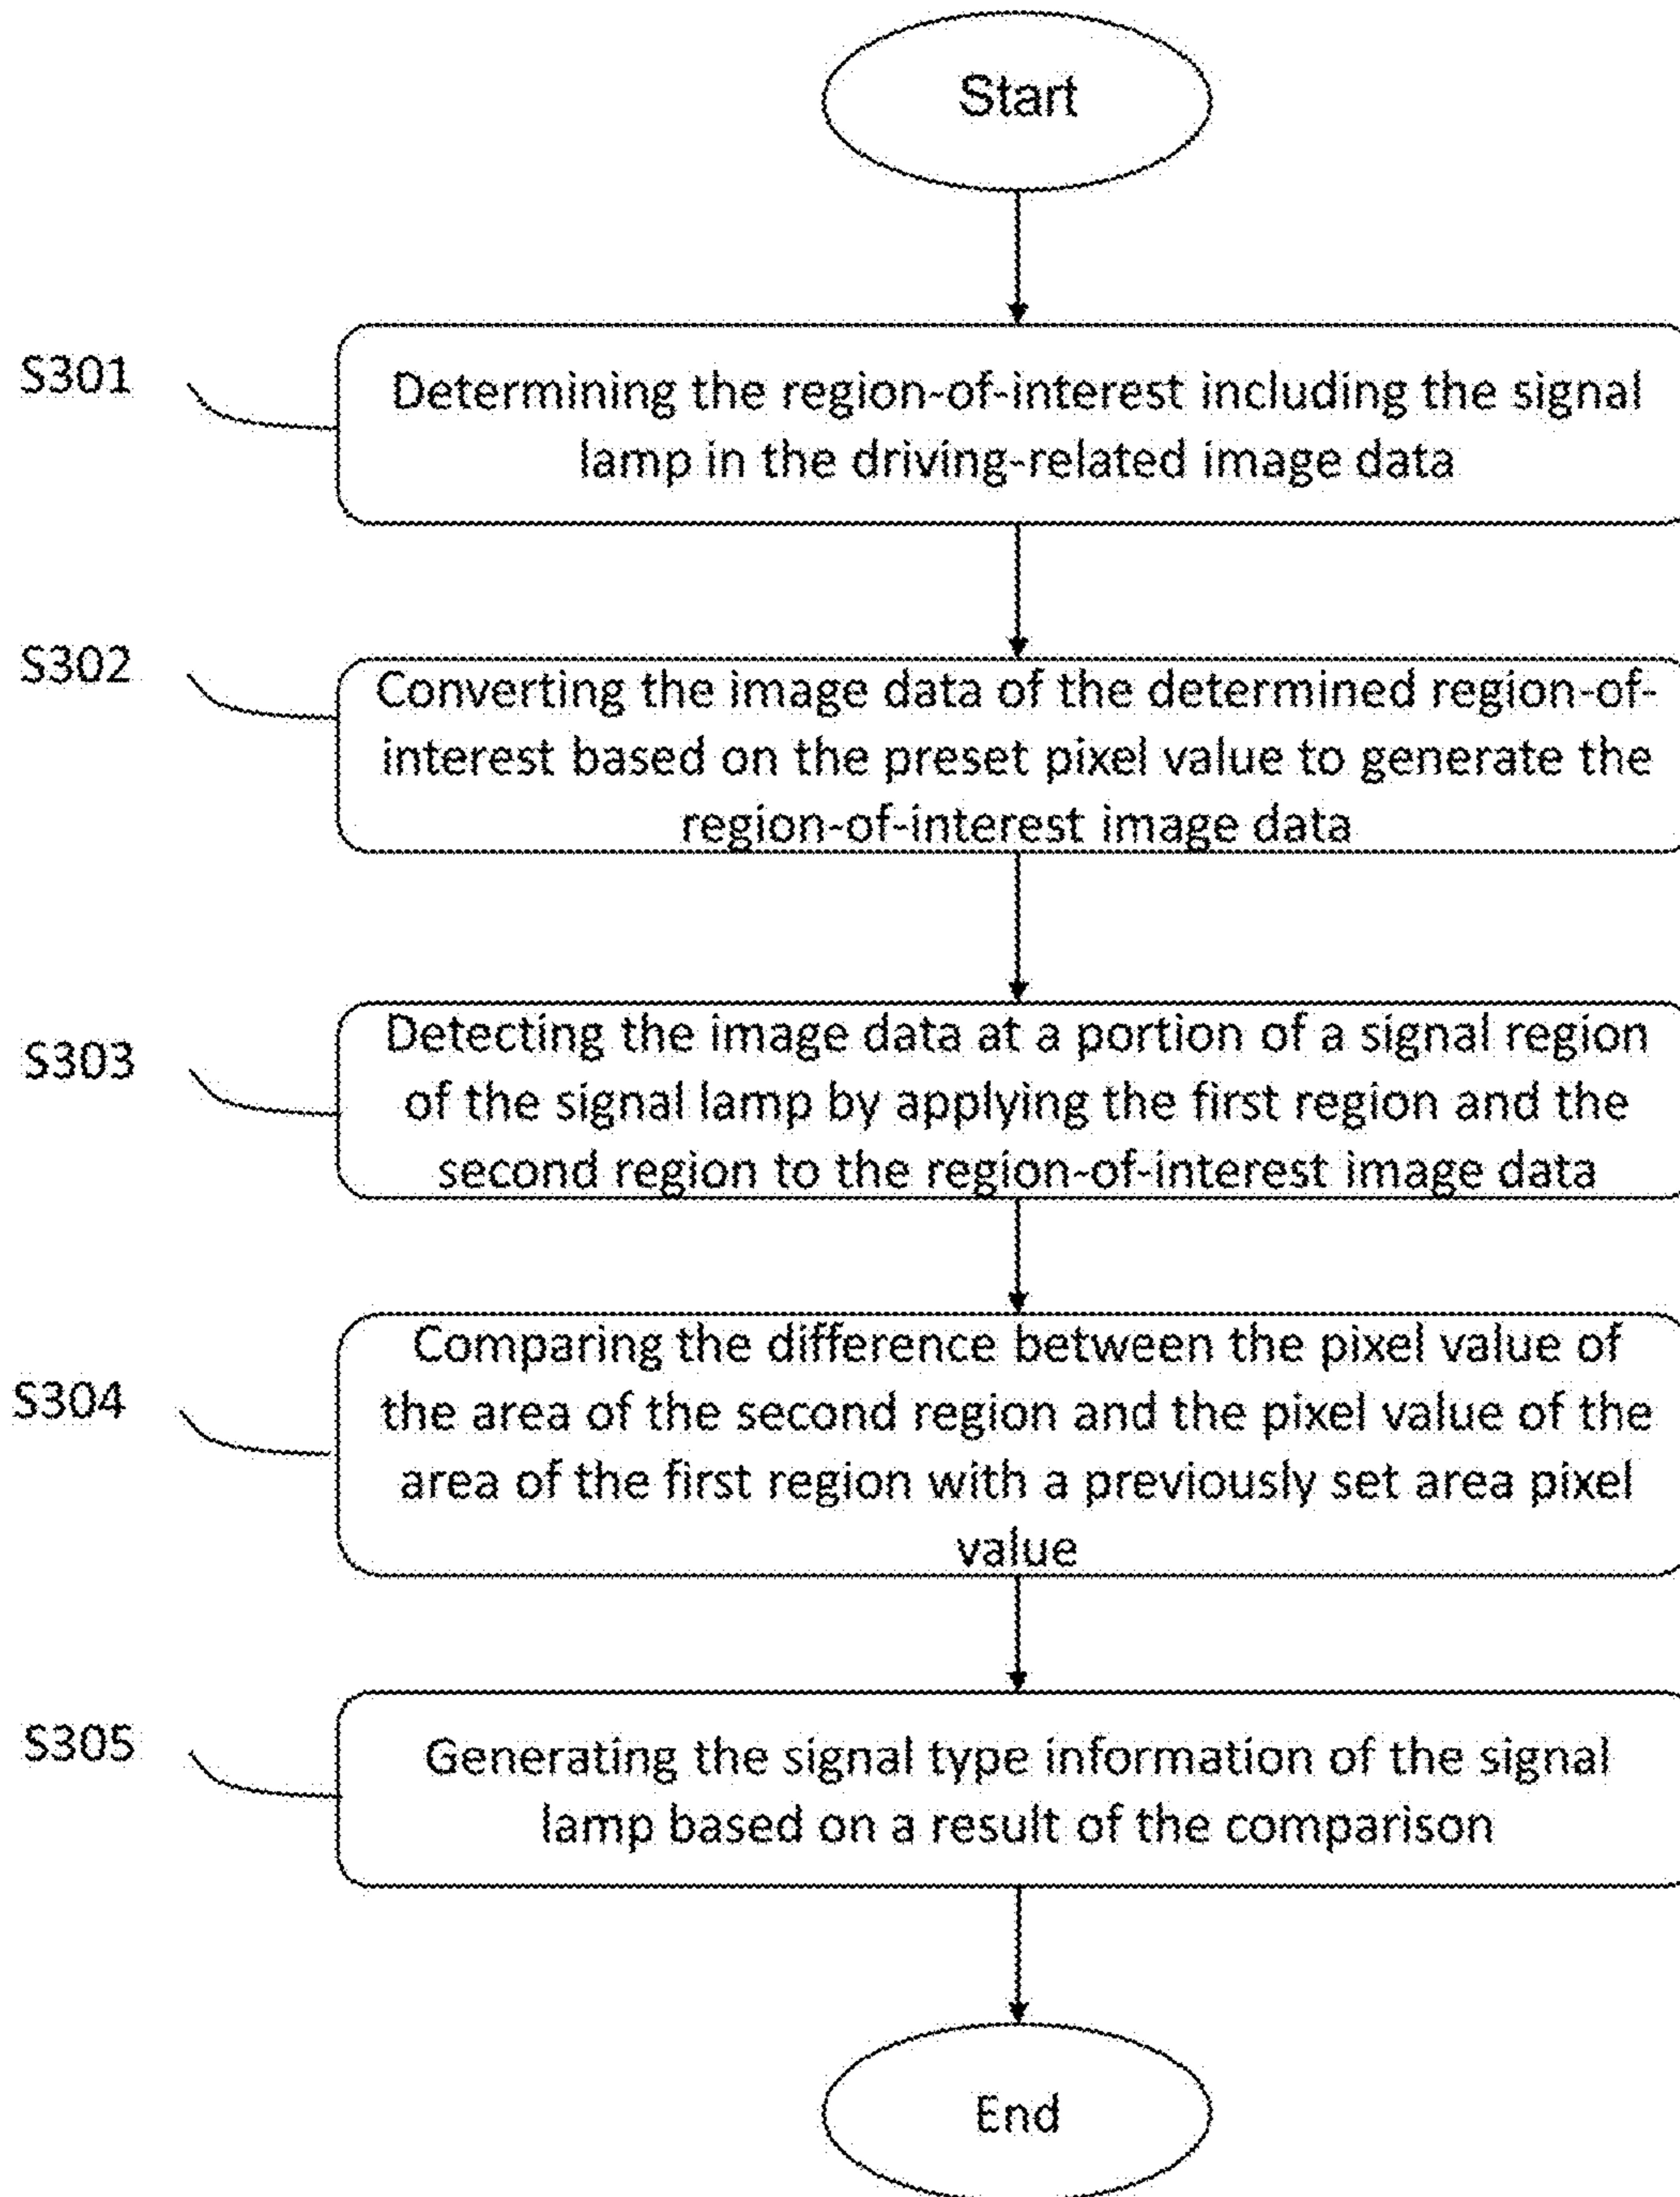 Start
S301
Determining the region-of-interest including the signal
lamp in the driving-related image data
S302
Converting the image data of the determined region-of-
interest based on the preset pixel value to generate the
region-of-interest image data
S303
Detecting the image data at a portion of a signal region
of the signal lamp by applying the first region and the
second region to the region-of-interest image data
S304
Comparing the difference between the pixel value of
the area of the second region and the pixel value of the
area of the first region with a previously set area pixel
value
S305
Generating the signal type information of the signal
lamp based on a result of the comparison
End